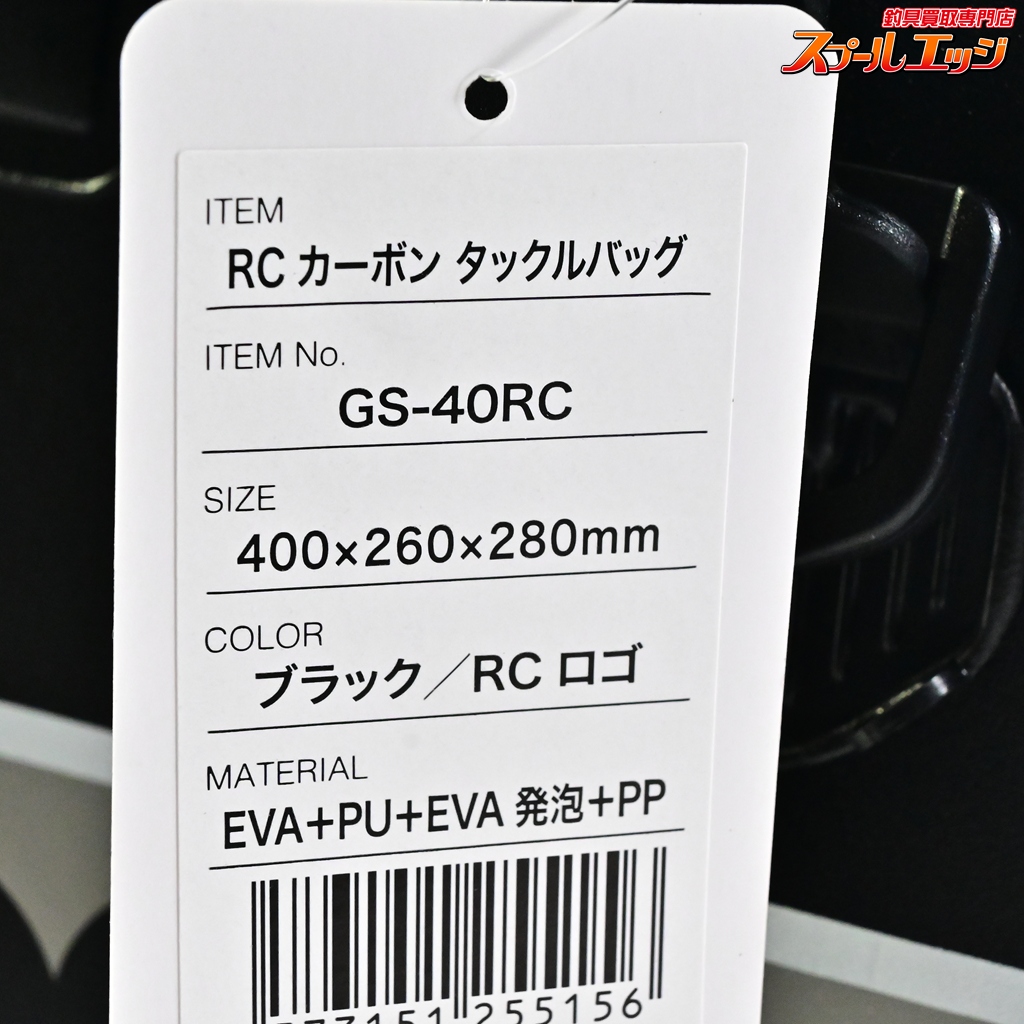 釣具買取専門店
スプールエッジ
ITEM
RC カーボン タックルバッグ
ITEM No.
GS-40RC
SIZE
400×260×280mm
COLOR
ブラック／RC ロゴ
MATERIAL
EVA+PU+EVA 発泡+PP
255156